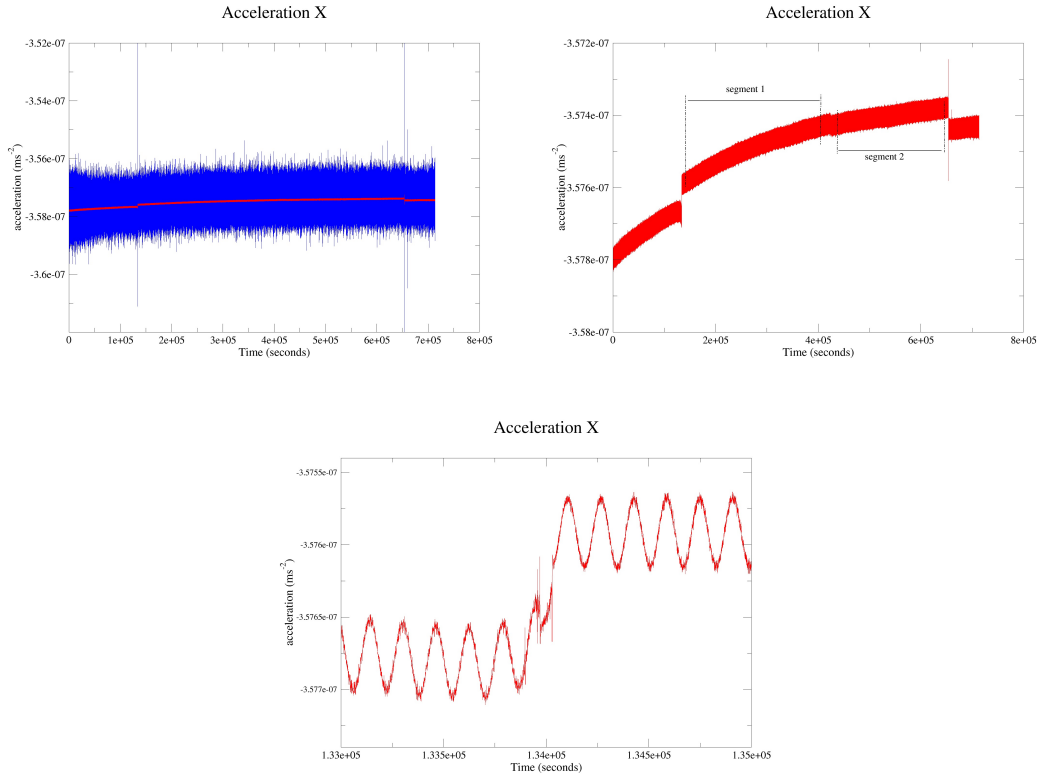 Acceleration X
-3.52e-07
-3.54e-07
-3.56e-07
-3.58e-07
-3.6e-07
acceleration (ms⁻²)
0 1e+05 2e+05 3e+05 4e+05 5e+05 6e+05 7e+05 8e+05
Time (seconds)
Acceleration X
-3.572e-07
-3.574e-07
-3.576e-07
-3.578e-07
-3.58e-07
acceleration (ms⁻²)
segment 1
segment 2
0 2e+05 4e+05 6e+05 8e+05
Time (seconds)
Acceleration X
-3.5755e-07
-3.576e-07
-3.5765e-07
-3.577e-07
acceleration (ms⁻²)
1.33e+05 1.335e+05 1.34e+05 1.345e+05 1.35e+05
Time (seconds)